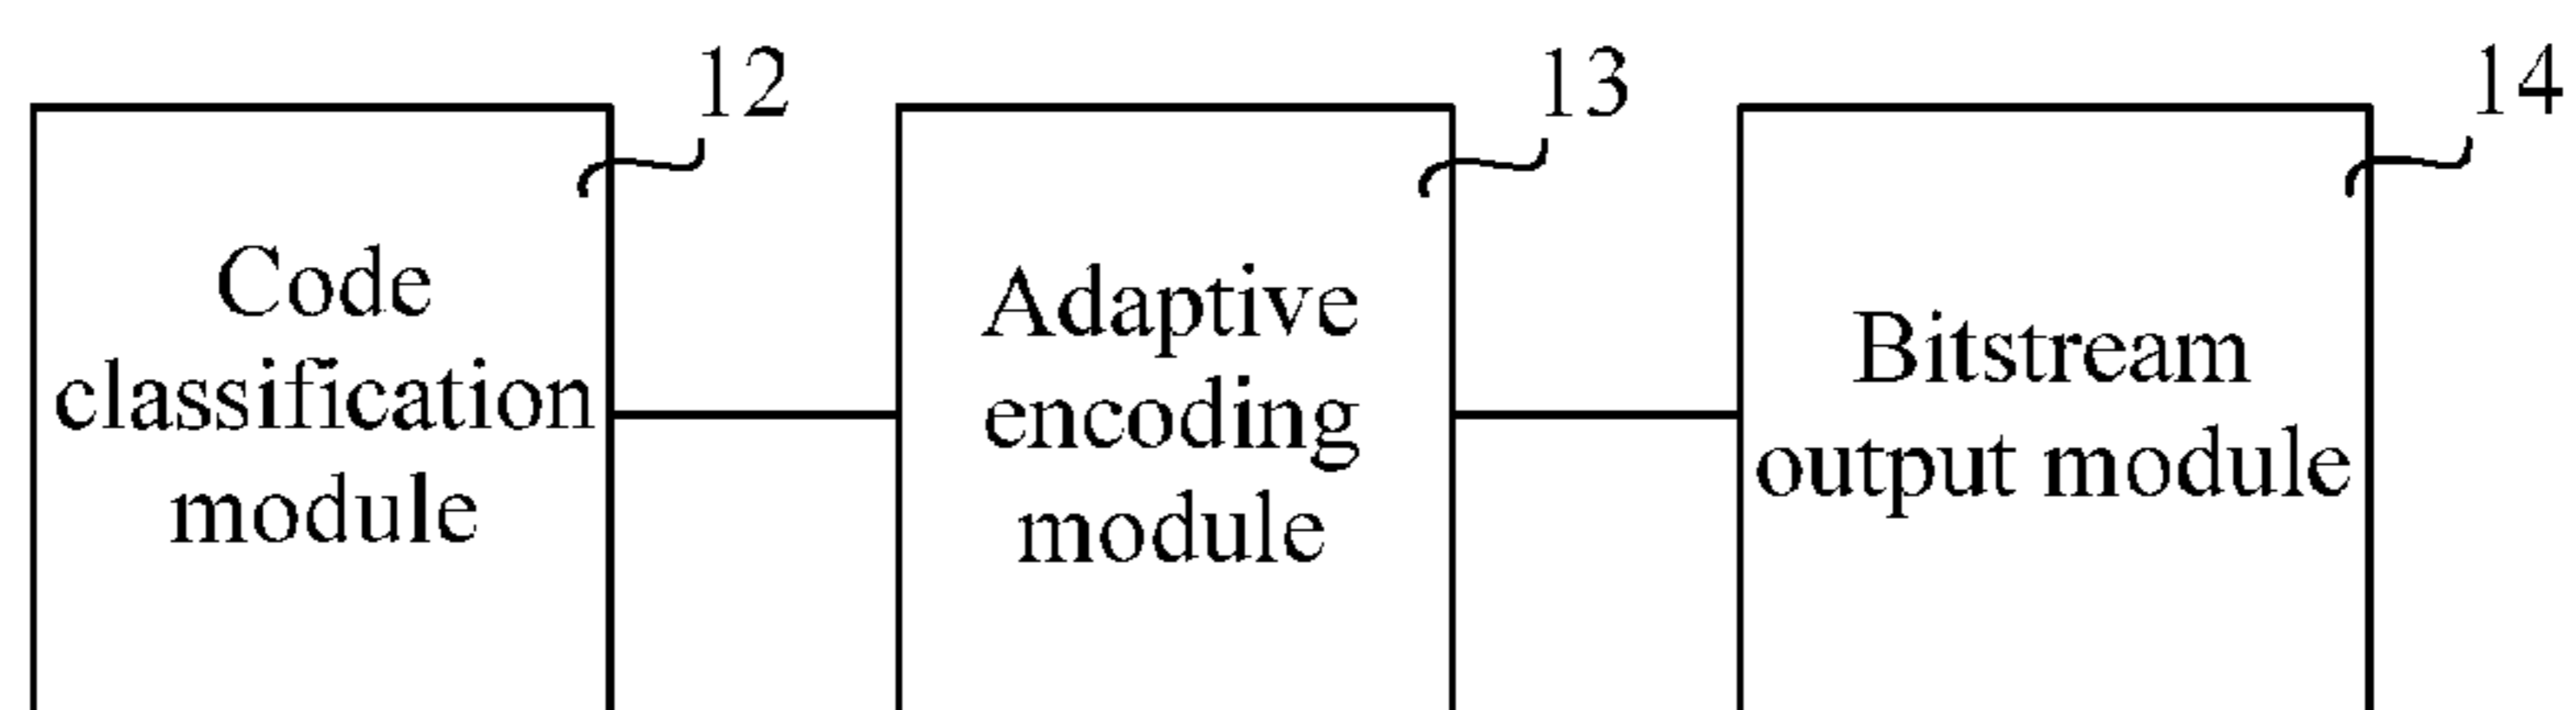 12
13
14
Code
classification
module
Adaptive
encoding
module
Bitstream
output module